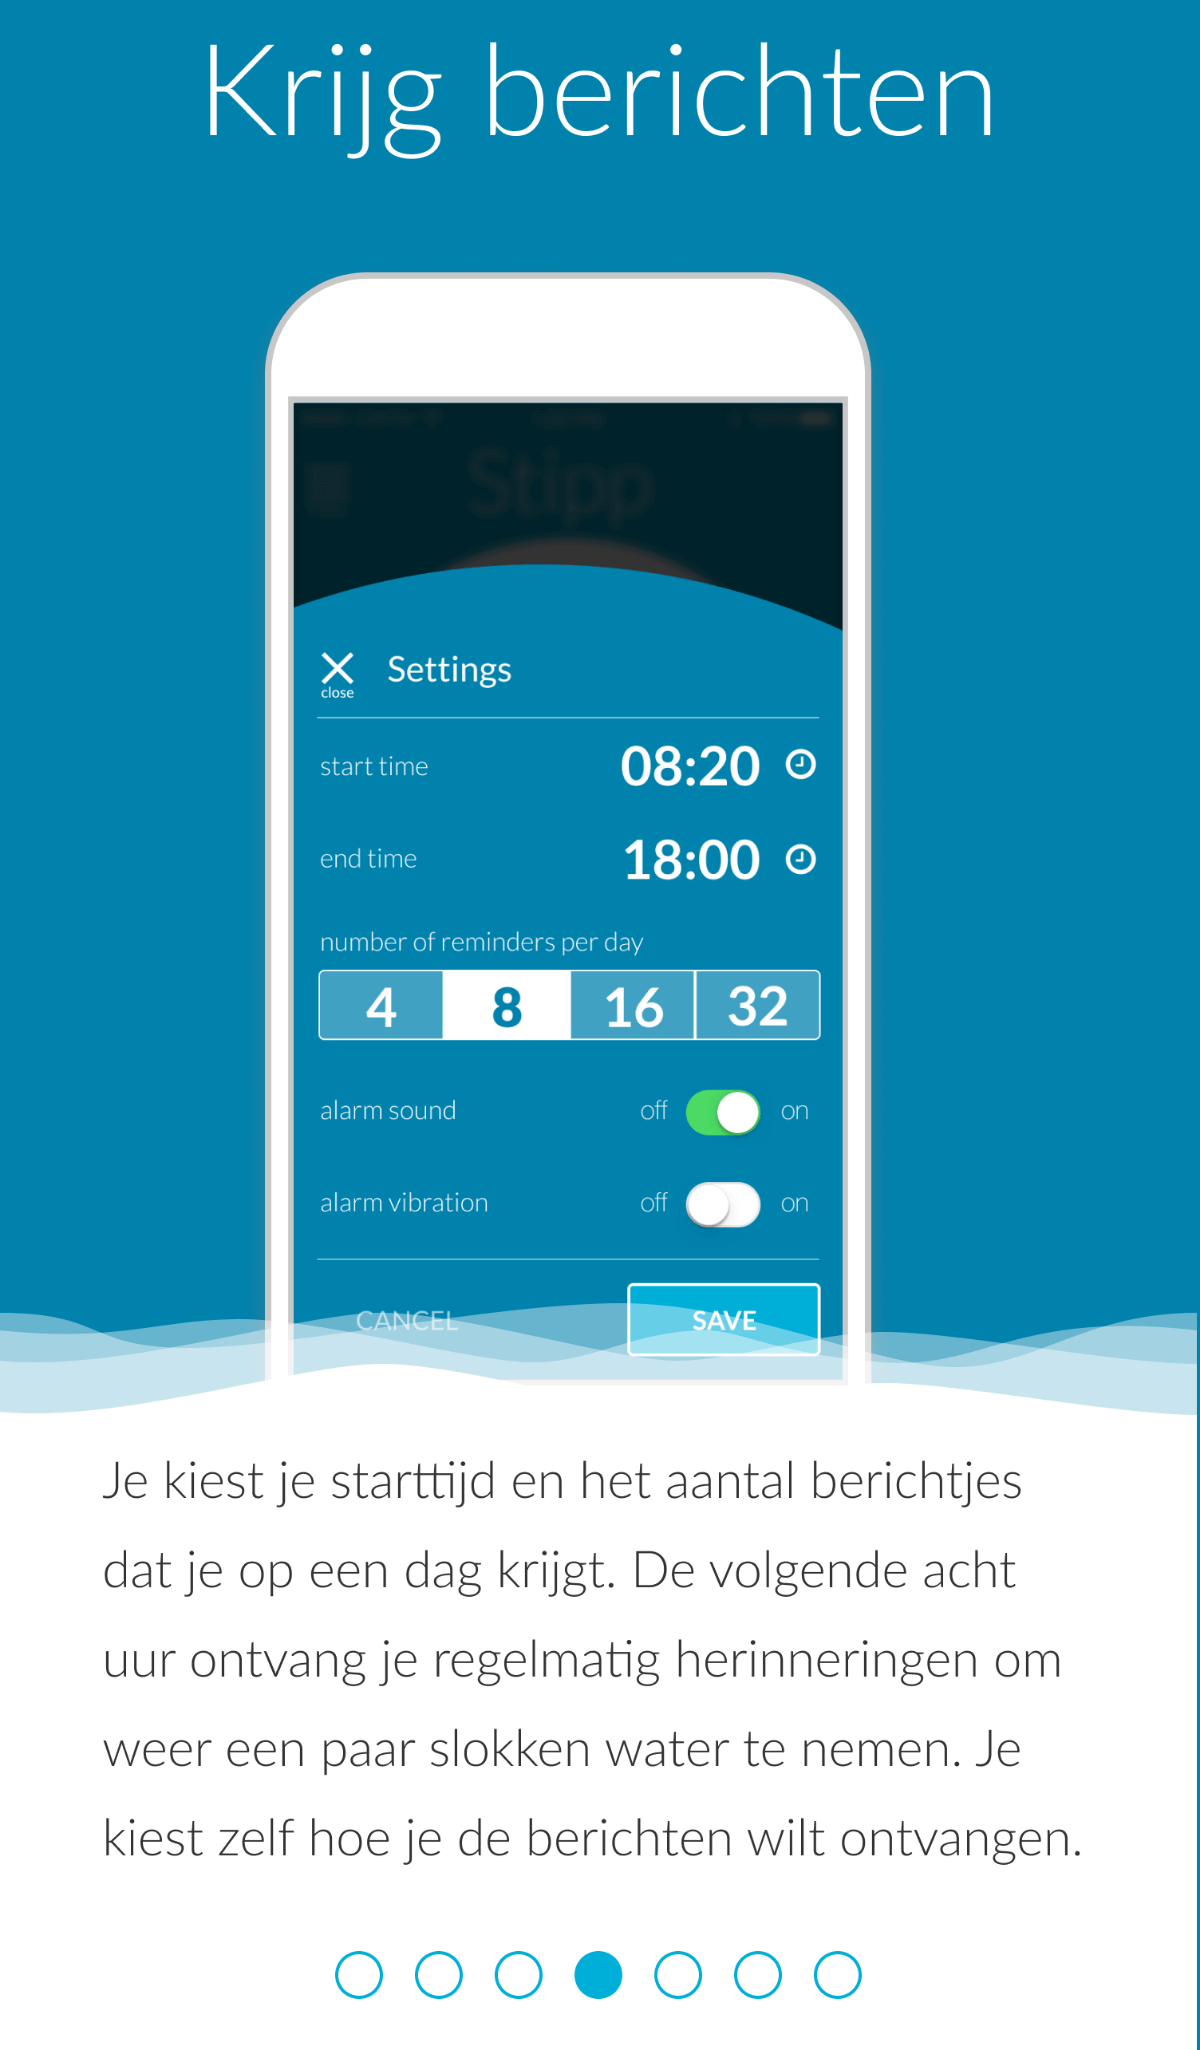 Krijg berichten
Stipp
close
Settings
start time 08:20
end time 18:00
number of reminders per day
4 8 16 32
alarm sound off on
alarm vibration off on
CANCEL SAVE
Je kiest je starttijd en het aantal berichtjes
dat je op een dag krijgt. De volgende acht
uur ontvang je regelmatig herinneringen om
weer een paar slokken water te nemen. Je
kiest zelf hoe je de berichten wilt ontvangen.